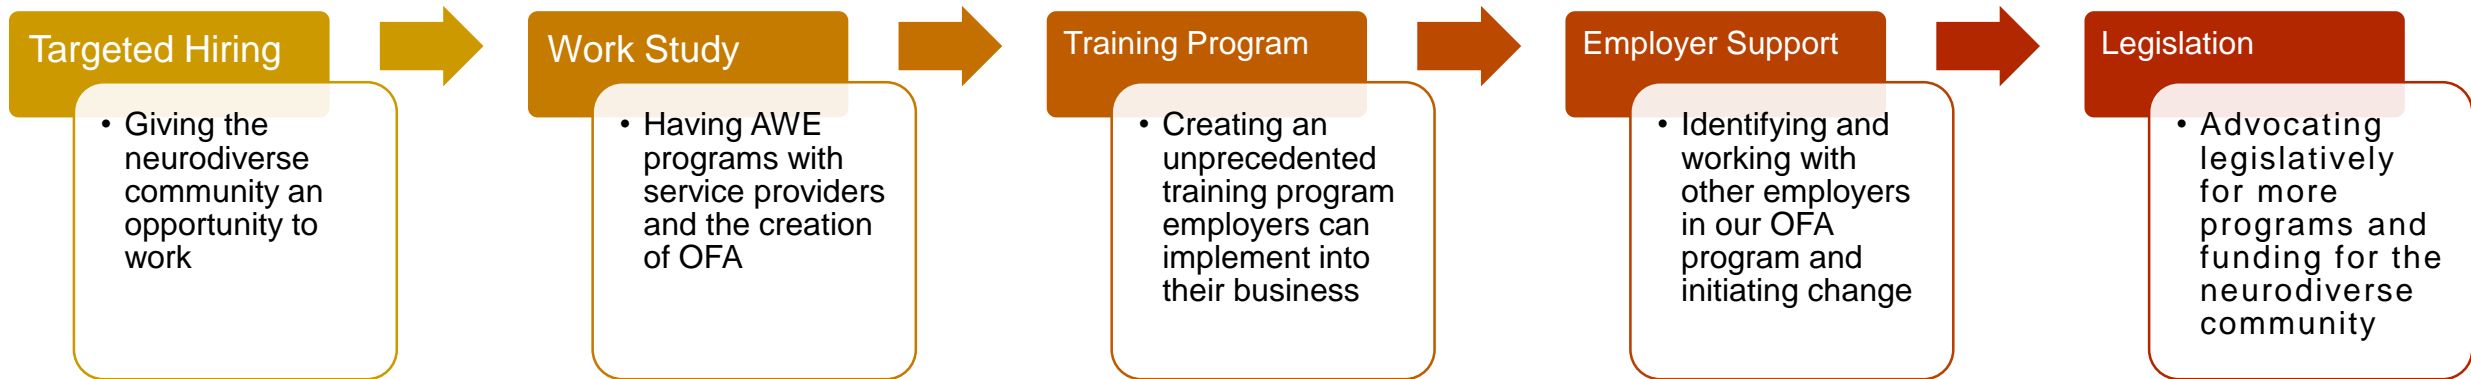 Targeted Hiring
• Giving the
neurodiverse
community an
opportunity to
work
Work Study
• Having AWE
programs with
service providers
and the creation
of OFA
Training Program
• Creating an
unprecedented
training program
employers can
implement into
their business
Employer Support
• Identifying and
working with
other employers
in our OFA
program and
initiating change
Legislation
• Advocating
legislatively
for more
programs and
funding for the
neurodiverse
community